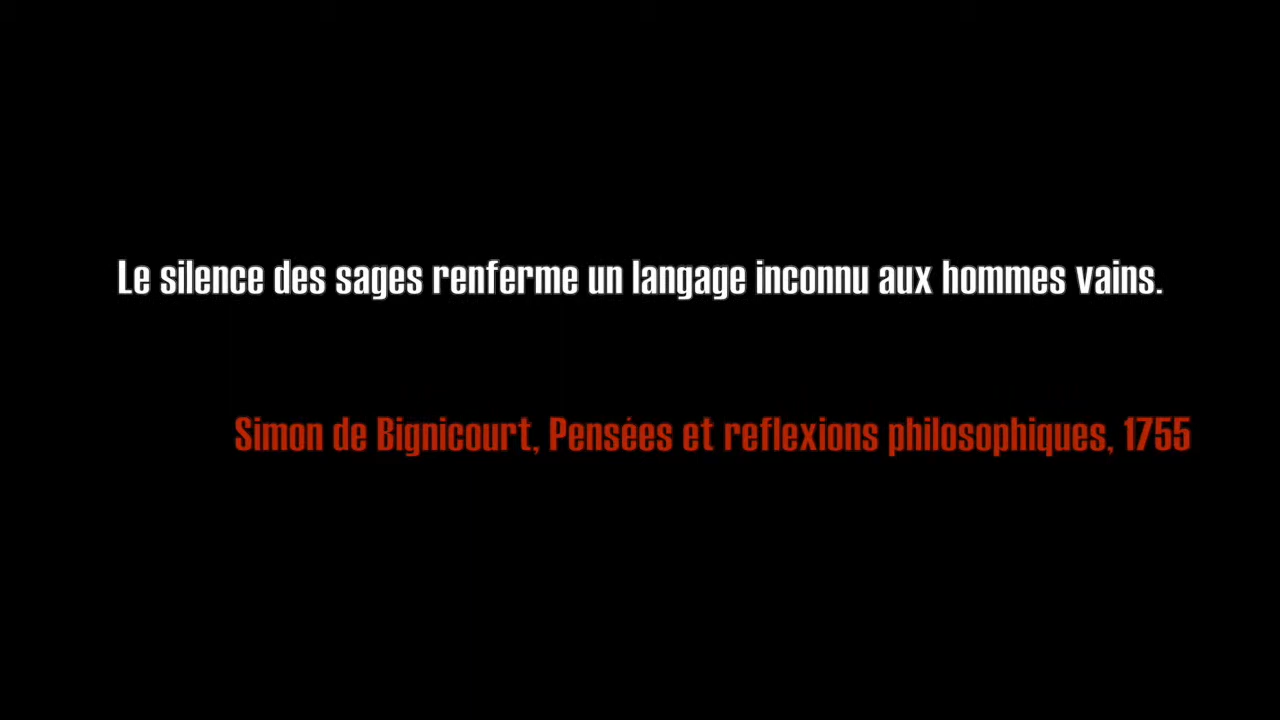 Le silence des sages renferme un langage inconnu aux hommes vains.
Simon de Bignicourt, Pensées et reflexions philosophiques, 1755